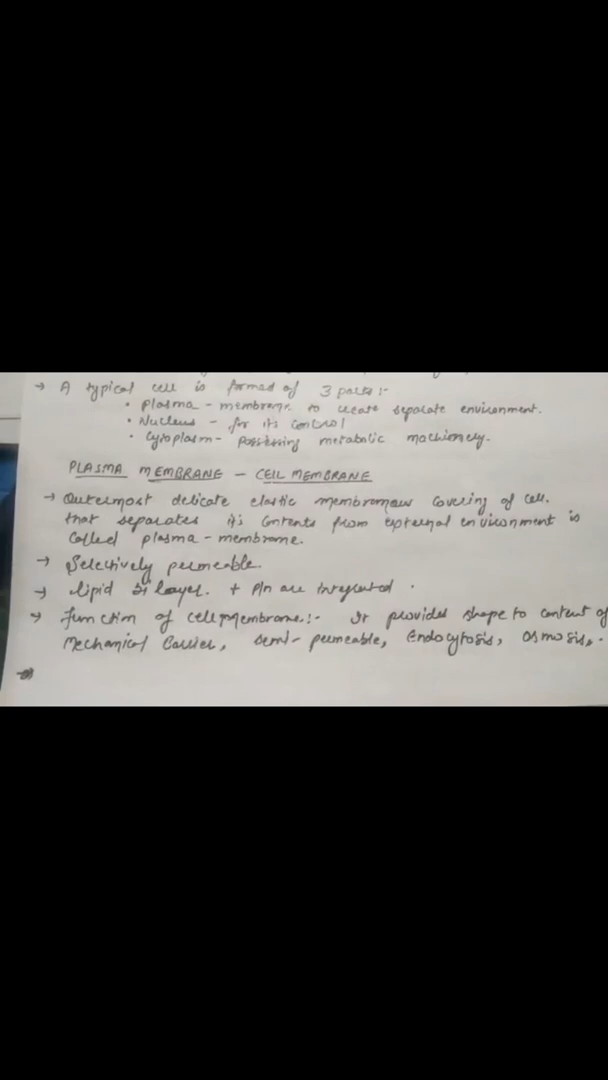 → A typical cell is formed of 3 parts:-
• Plasma - membrane to create separate environment.
• Nucleus - for its control
• Cytoplasm - Possessing metabolic machinery.
PLASMA MEMBRANE - CELL MEMBRANE
→ Outermost delicate elastic membranous covering of cell.
that separates its contents from external environment is
called plasma-membrane.
→ Selectively permeable.
→ lipid bi layer. + P/n are integrated.
→ function of cell membrane:- It provides shape to content of
Mechanical barrier, semi-permeable, Endocytosis, Osmosis.